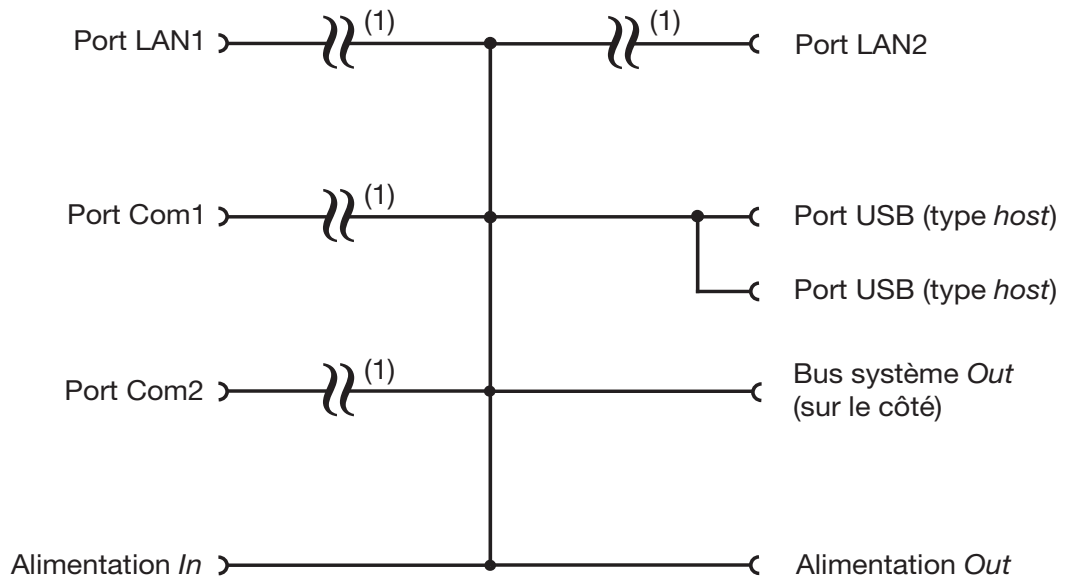 Port LAN1
(1)
(1)
Port LAN2
Port Com1
(1)
Port USB (type host)
Port USB (type host)
Port Com2
(1)
Bus système Out
(sur le côté)
Alimentation In
Alimentation Out